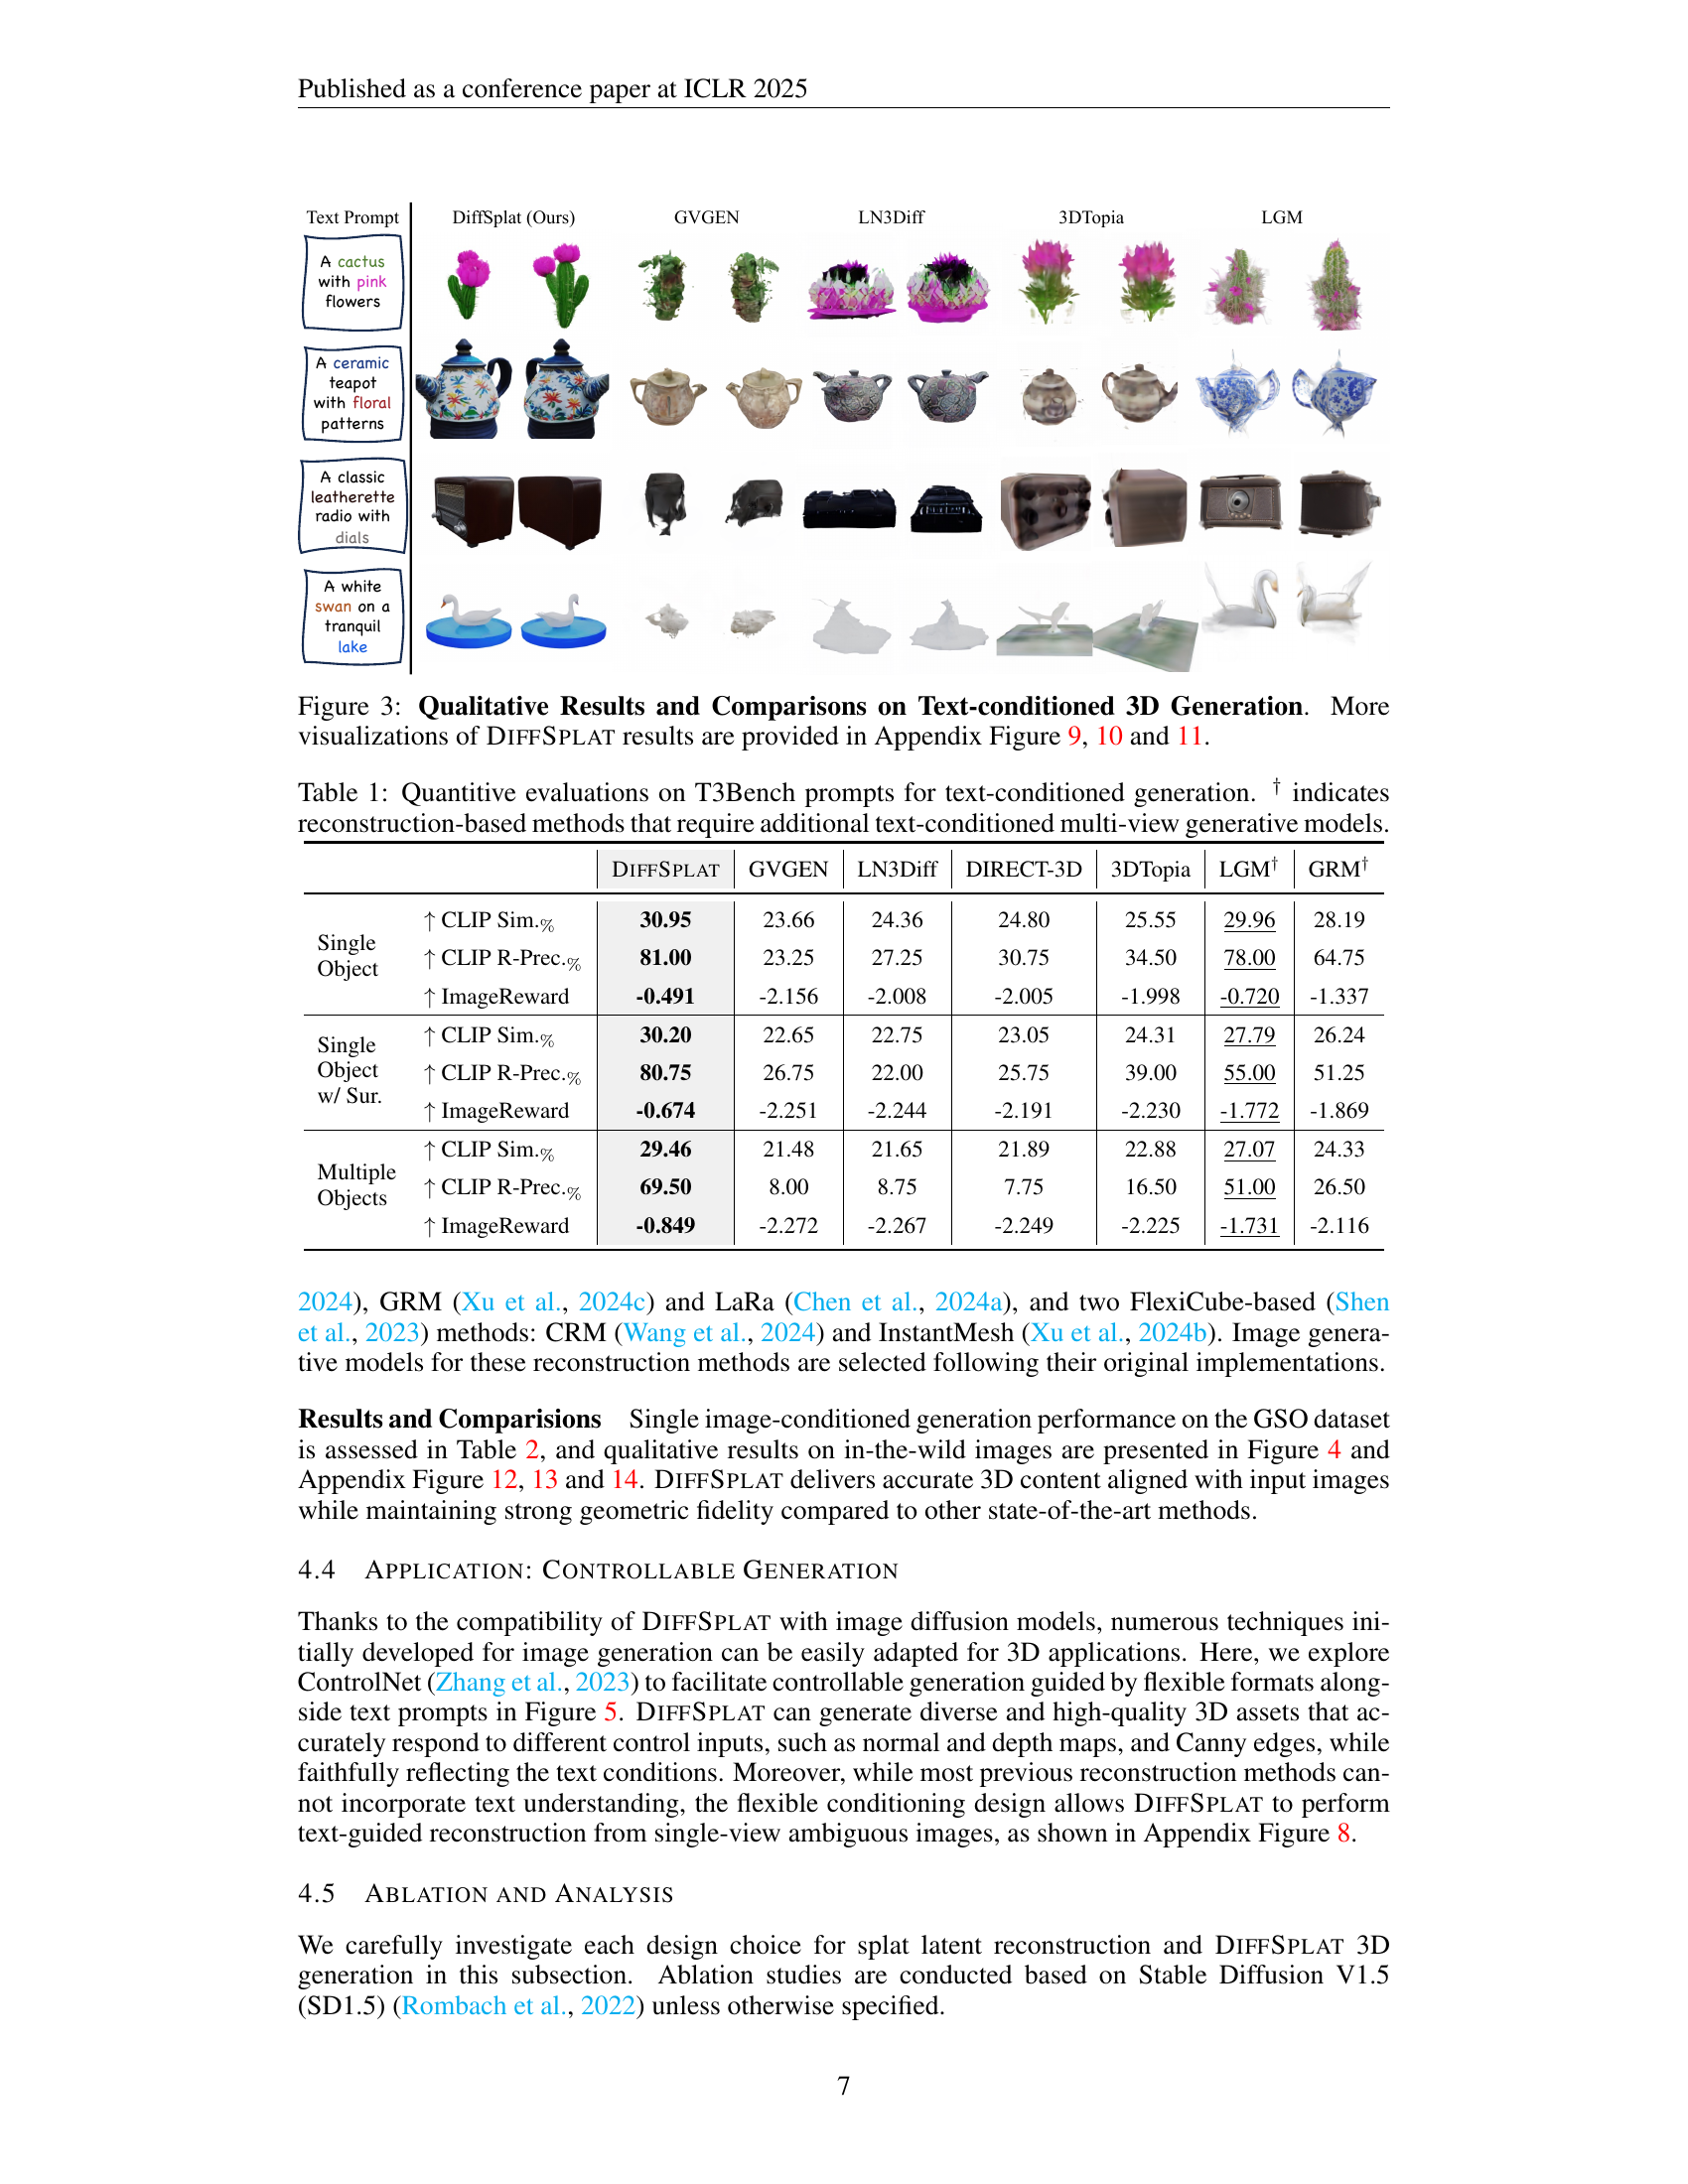 Published as a conference paper at ICLR 2025
Text Prompt DiffSplat (Ours) GVGEN LN3Diff 3DTopia LGM
A cactus
with pink
flowers
A ceramic
teapot
with floral
patterns
A classic
leatherette
radio with
dials
A white
swan on a
tranquil
lake
Figure 3: Qualitative Results and Comparisons on Text-conditioned 3D Generation. More
visualizations of DIFFSPLAT results are provided in Appendix Figure 9, 10 and 11.
Table 1: Quantitive evaluations on T3Bench prompts for text-conditioned generation. † indicates
reconstruction-based methods that require additional text-conditioned multi-view generative models.
DIFFSPLAT GVGEN LN3Diff DIRECT-3D 3DTopia LGM† GRM†
Single
Object
↑ CLIP Sim.% 30.95 23.66 24.36 24.80 25.55 29.96 28.19
↑ CLIP R-Prec.% 81.00 23.25 27.25 30.75 34.50 78.00 64.75
↑ ImageReward -0.491 -2.156 -2.008 -2.005 -1.998 -0.720 -1.337
Single
Object
w/ Sur.
↑ CLIP Sim.% 30.20 22.65 22.75 23.05 24.31 27.79 26.24
↑ CLIP R-Prec.% 80.75 26.75 22.00 25.75 39.00 55.00 51.25
↑ ImageReward -0.674 -2.251 -2.244 -2.191 -2.230 -1.772 -1.869
Multiple
Objects
↑ CLIP Sim.% 29.46 21.48 21.65 21.89 22.88 27.07 24.33
↑ CLIP R-Prec.% 69.50 8.00 8.75 7.75 16.50 51.00 26.50
↑ ImageReward -0.849 -2.272 -2.267 -2.249 -2.225 -1.731 -2.116
2024), GRM (Xu et al., 2024c) and LaRa (Chen et al., 2024a), and two FlexiCube-based (Shen
et al., 2023) methods: CRM (Wang et al., 2024) and InstantMesh (Xu et al., 2024b). Image genera-
tive models for these reconstruction methods are selected following their original implementations.
Results and Comparisions Single image-conditioned generation performance on the GSO dataset
is assessed in Table 2, and qualitative results on in-the-wild images are presented in Figure 4 and
Appendix Figure 12, 13 and 14. DIFFSPLAT delivers accurate 3D content aligned with input images
while maintaining strong geometric fidelity compared to other state-of-the-art methods.
4.4 APPLICATION: CONTROLLABLE GENERATION
Thanks to the compatibility of DIFFSPLAT with image diffusion models, numerous techniques ini-
tially developed for image generation can be easily adapted for 3D applications. Here, we explore
ControlNet (Zhang et al., 2023) to facilitate controllable generation guided by flexible formats along-
side text prompts in Figure 5. DIFFSPLAT can generate diverse and high-quality 3D assets that ac-
curately respond to different control inputs, such as normal and depth maps, and Canny edges, while
faithfully reflecting the text conditions. Moreover, while most previous reconstruction methods can-
not incorporate text understanding, the flexible conditioning design allows DIFFSPLAT to perform
text-guided reconstruction from single-view ambiguous images, as shown in Appendix Figure 8.
4.5 ABLATION AND ANALYSIS
We carefully investigate each design choice for splat latent reconstruction and DIFFSPLAT 3D
generation in this subsection. Ablation studies are conducted based on Stable Diffusion V1.5
(SD1.5) (Rombach et al., 2022) unless otherwise specified.
7